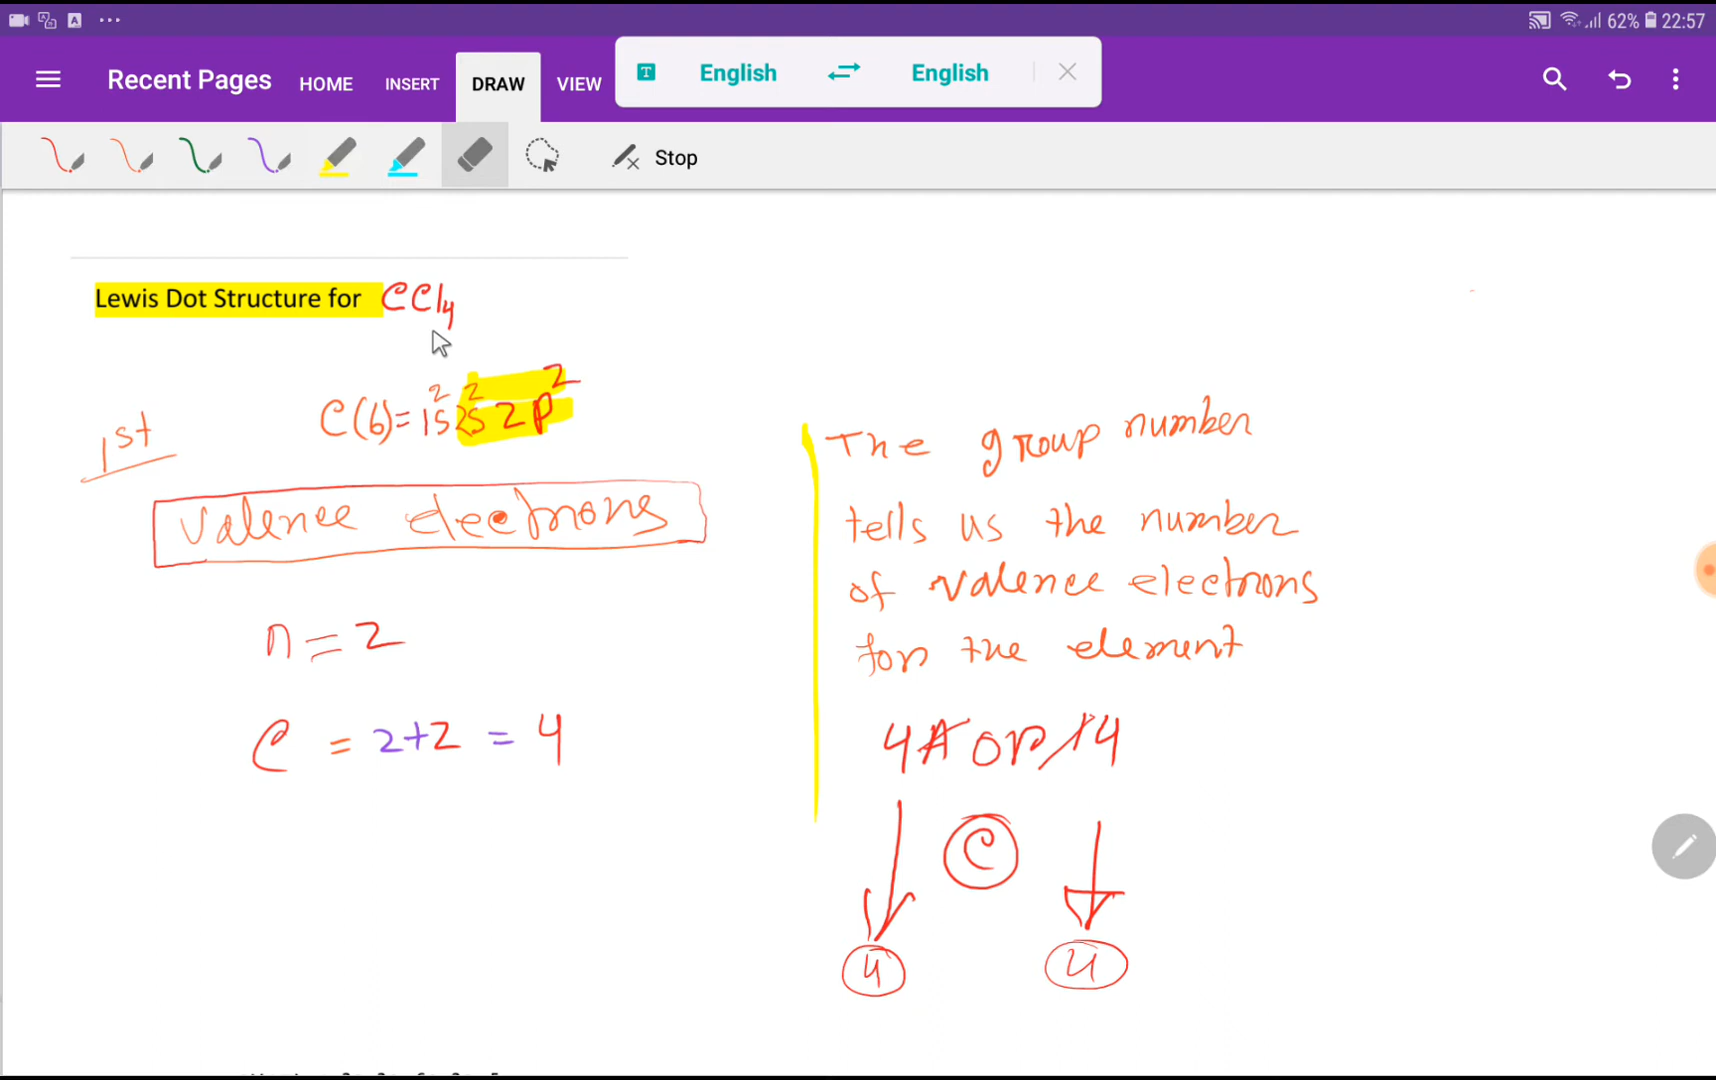 62% 22:57
Recent Pages HOME INSERT DRAW VIEW
English English
Stop
Lewis Dot Structure for CCl4
C(6)= 1s² 2s² 2p²
1st
The group number
Valence electrons
tells us the number
of valence electrons
n = 2
for the element
C = 2+2 = 4
4A or 14
C
4 4